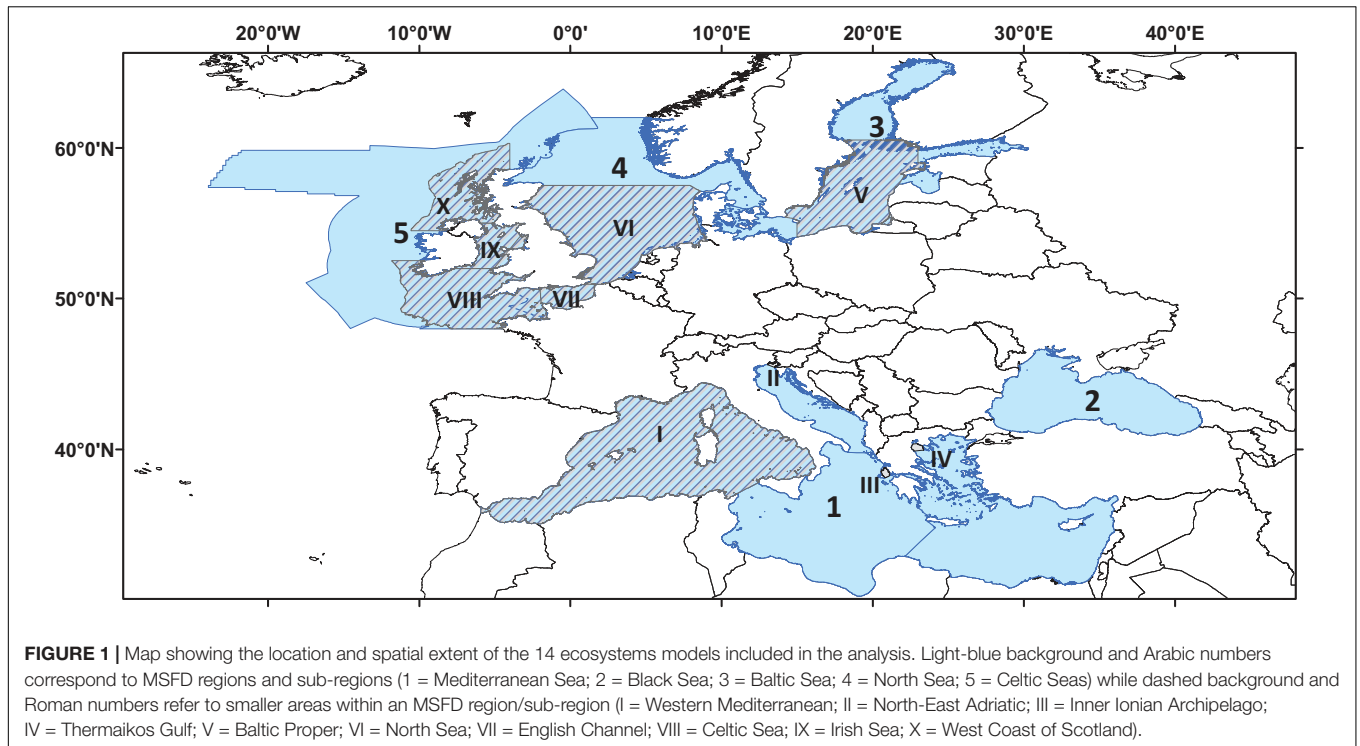 20°0'W 10°0'W 0°0' 10°0'E 20°0'E 30°0'E 40°0'E
60°0'N
50°0'N
40°0'N
3
4
V
X
VI
5
IX
VIII
VII
II
2
I
IV
III
1
FIGURE 1 | Map showing the location and spatial extent of the 14 ecosystems models included in the analysis. Light-blue background and Arabic numbers
correspond to MSFD regions and sub-regions (1 = Mediterranean Sea; 2 = Black Sea; 3 = Baltic Sea; 4 = North Sea; 5 = Celtic Seas) while dashed background and
Roman numbers refer to smaller areas within an MSFD region/sub-region (I = Western Mediterranean; II = North-East Adriatic; III = Inner Ionian Archipelago;
IV = Thermaikos Gulf; V = Baltic Proper; VI = North Sea; VII = English Channel; VIII = Celtic Sea; IX = Irish Sea; X = West Coast of Scotland).